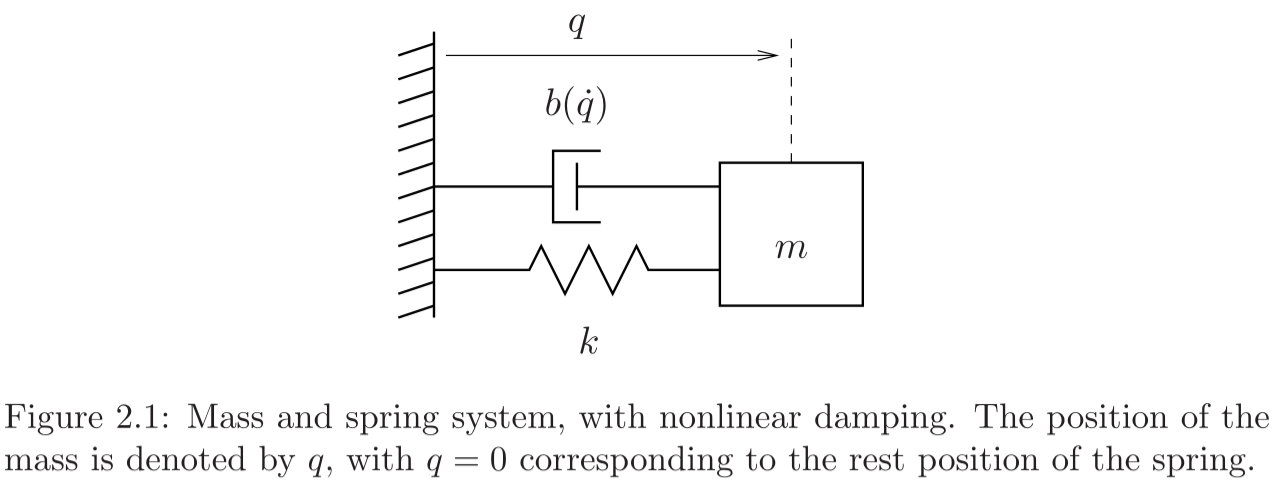 q
b(q̇)
m
k
Figure 2.1: Mass and spring system, with nonlinear damping. The position of the
mass is denoted by q, with q = 0 corresponding to the rest position of the spring.